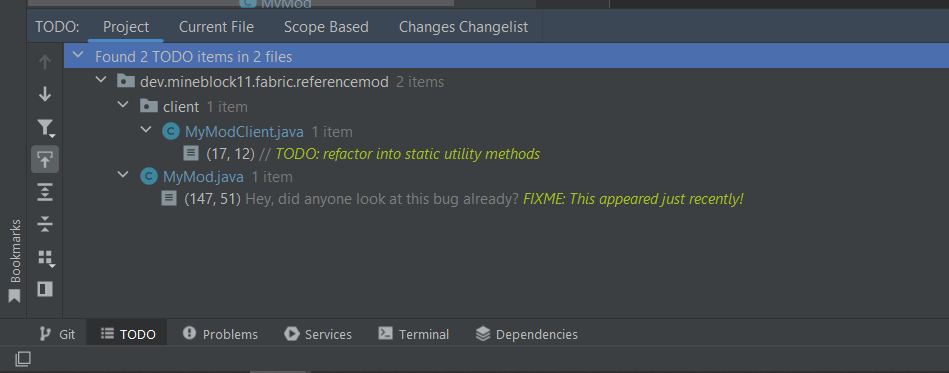 MyMod
TODO: Project Current File Scope Based Changes Changelist
Found 2 TODO items in 2 files
dev.mineblock11.fabric.referencemod 2 items
client 1 item
MyModClient.java 1 item
(17, 12) // TODO: refactor into static utility methods
MyMod.java 1 item
(147, 51) Hey, did anyone look at this bug already? FIXME: This appeared just recently!
Bookmarks
Git TODO Problems Services Terminal Dependencies